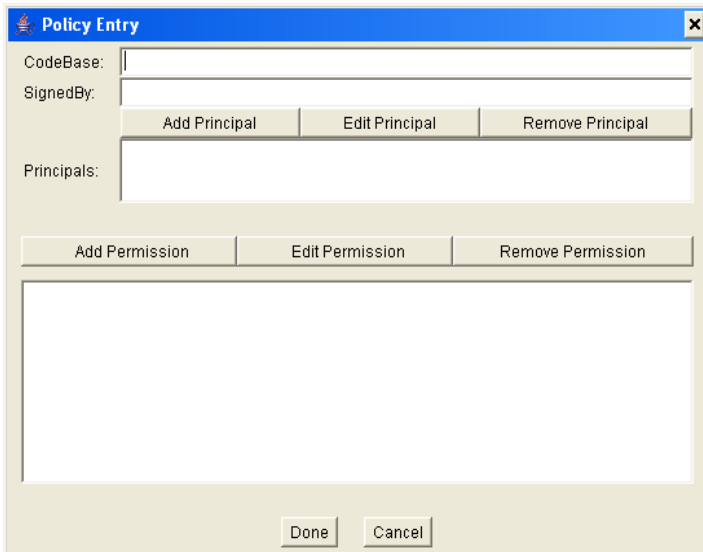 Policy Entry
CodeBase:
SignedBy:
Add Principal Edit Principal Remove Principal
Principals:
Add Permission Edit Permission Remove Permission
Done Cancel